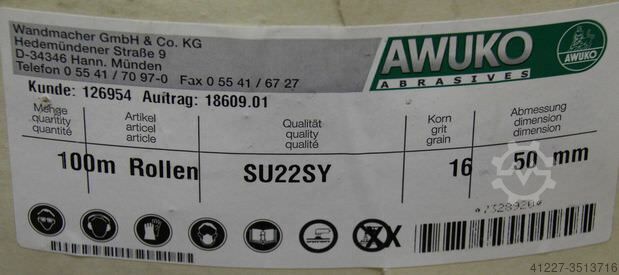 Wandmacher GmbH & Co. KG
Hedemündener Straße 9
D-34346 Hann. Münden
Telefon 0 55 41 / 70 97-0 Fax 0 55 41 / 67 27
AWUKO
ABRASIVES
AWUKO
Kunde: 126954 Auftrag: 18609.01
Menge Artikel Qualität Korn Abmessung
quantity articel quality grit dimension
quantité article qualité grain dimension
100m Rollen SU22SY 16 50 mm
41227-3513716